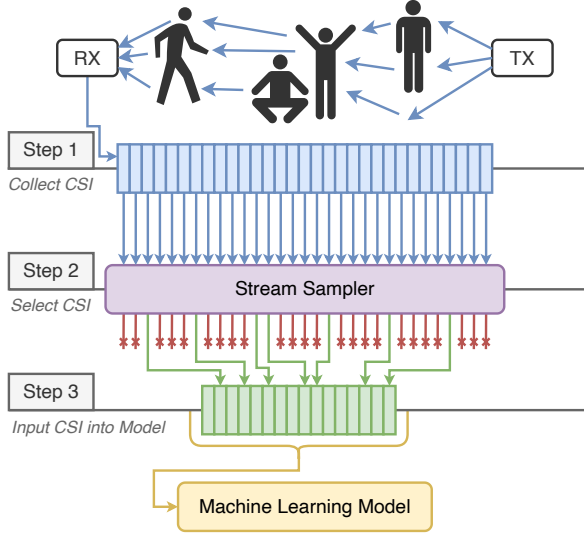 RX
TX
Step 1
Collect CSI
Step 2
Select CSI
Stream Sampler
Step 3
Input CSI into Model
Machine Learning Model